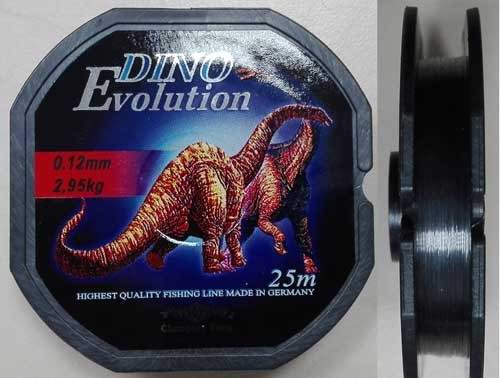 DINO
Evolution
0.12mm
2,95kg
25m
HIGHEST QUALITY FISHING LINE MADE IN GERMANY